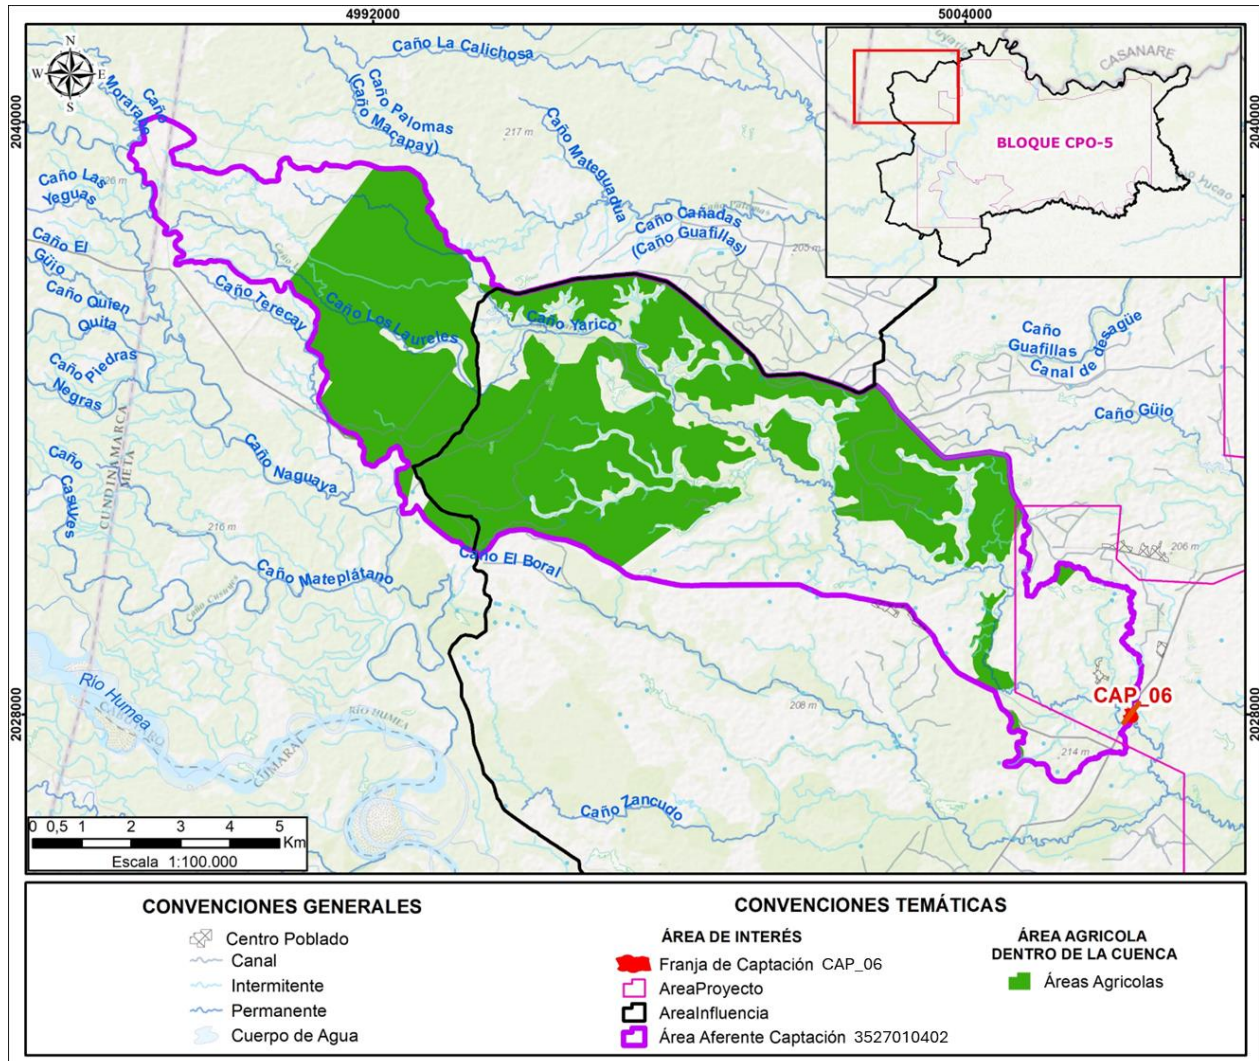 4992000
5004000
2040000
2040000
2028000
2028000
N
W
E
S
Caño
Morarano
Caño La Calichosa
Caño Palomas
(Caño Macapay)
217 m
Caño Mateguadua
Caño Las
Yeguas
Caño El
Güio
Caño Quien
Quita
Caño Piedras
Negras
Caño Terecay
Caño Los Laureles
Caño Yarico
Caño Cañadas
(Caño Guafillas)
205 m
CASANARE
BLOQUE CPO-5
Caño
Guafillas
Canal de desagüe
Caño Güio
CUNDINAMARCA
META
Caño Naguaya
216 m
Caño Mateplátano
Caño El Boral
206 m
208 m
CAP_06
214 m
Río Humea
RÍO HUMEA
CUMARAL
Caño Zancudo
0 0,5 1 2 3 4 5
Km
Escala 1:100.000
CONVENCIONES GENERALES
Centro Poblado
Canal
Intermitente
Permanente
Cuerpo de Agua
CONVENCIONES TEMÁTICAS
ÁREA DE INTERÉS
Franja de Captación CAP_06
AreaProyecto
AreaInfluencia
Área Aferente Captación 3527010402
ÁREA AGRICOLA
DENTRO DE LA CUENCA
Áreas Agricolas